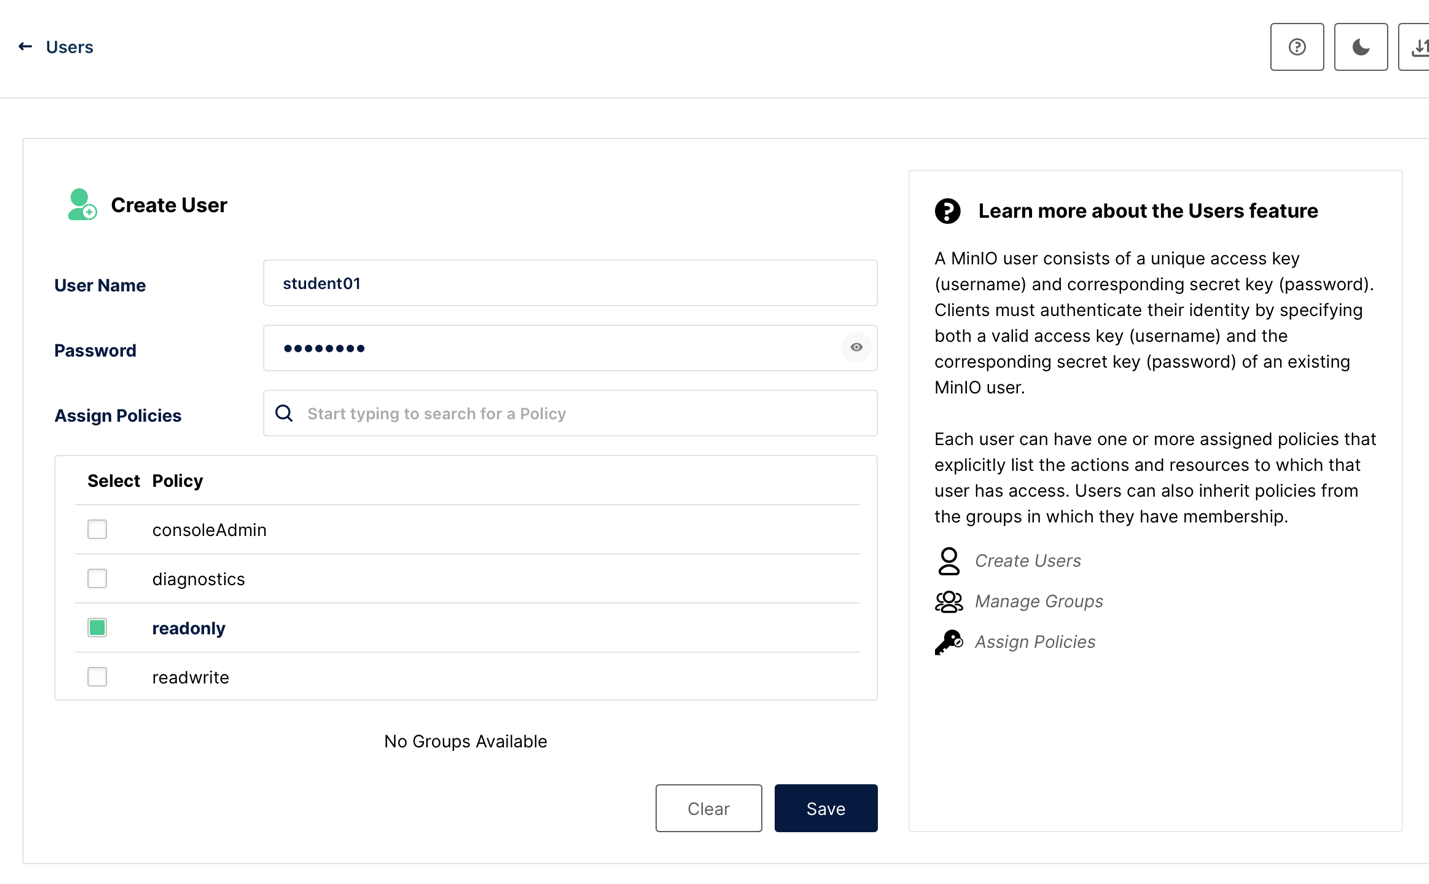 Users
Create User
User Name
student01
Password
••••••••
Assign Policies
Start typing to search for a Policy
Select Policy
consoleAdmin
diagnostics
readonly
readwrite
No Groups Available
Clear
Save
Learn more about the Users feature
A MinIO user consists of a unique access key
(username) and corresponding secret key (password).
Clients must authenticate their identity by specifying
both a valid access key (username) and the
corresponding secret key (password) of an existing
MinIO user.
Each user can have one or more assigned policies that
explicitly list the actions and resources to which that
user has access. Users can also inherit policies from
the groups in which they have membership.
Create Users
Manage Groups
Assign Policies